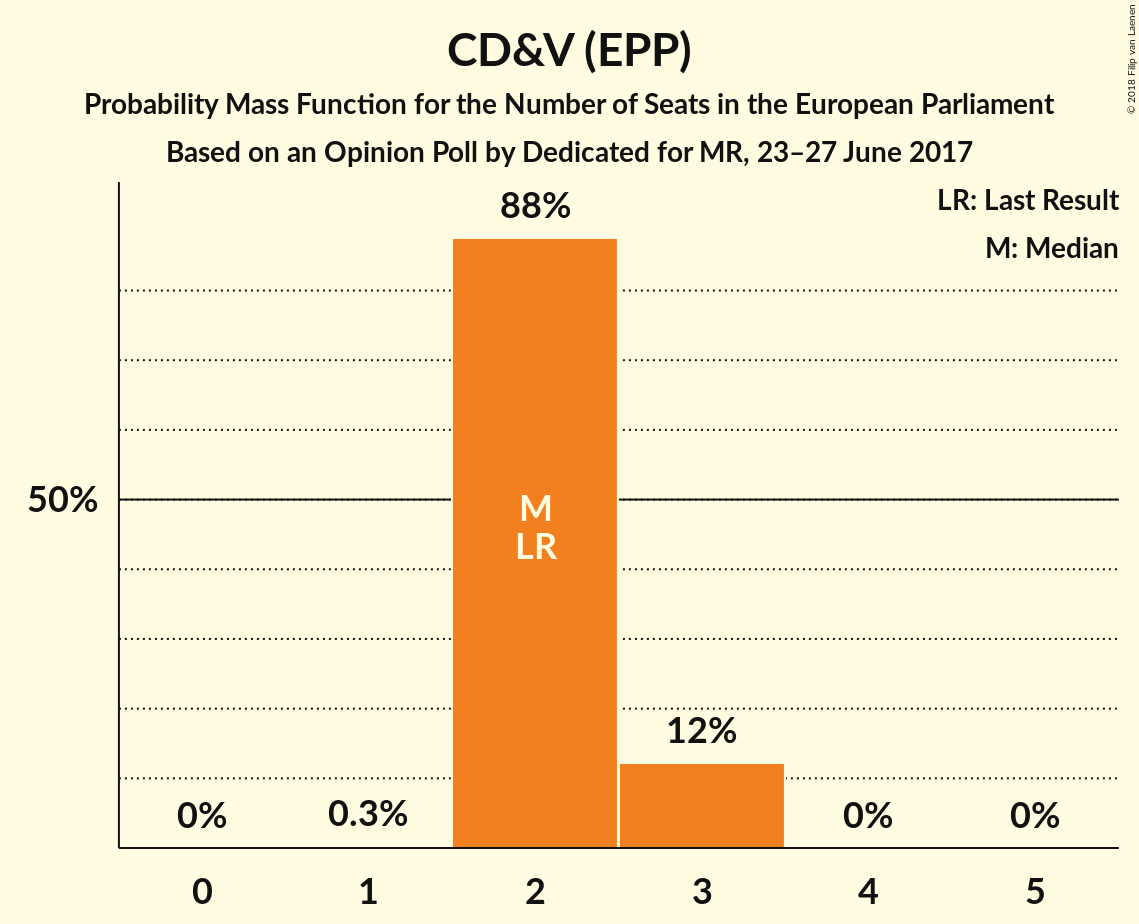 CD&V (EPP)
Probability Mass Function for the Number of Seats in the European Parliament
Based on an Opinion Poll by Dedicated for MR, 23–27 June 2017
© 2018 Filip van Laenen
LR: Last Result
M: Median
88%
50%
M
LR
12%
0%
0.3%
0%
0%
0
1
2
3
4
5